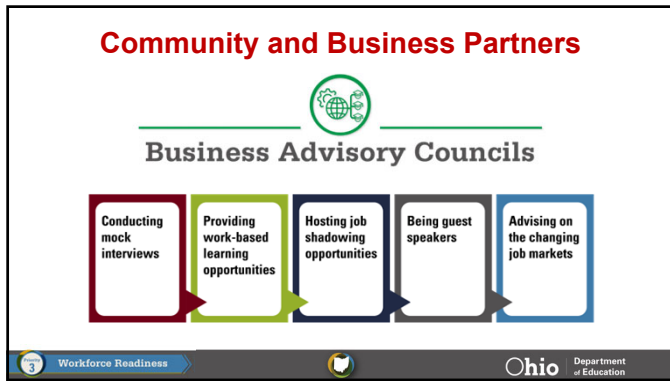 Community and Business Partners
Business Advisory Councils
Conducting
mock
interviews
Providing
work-based
learning
opportunities
Hosting job
shadowing
opportunities
Being guest
speakers
Advising on
the changing
job markets
Priority
3
Workforce Readiness
Ohio
Department
of Education